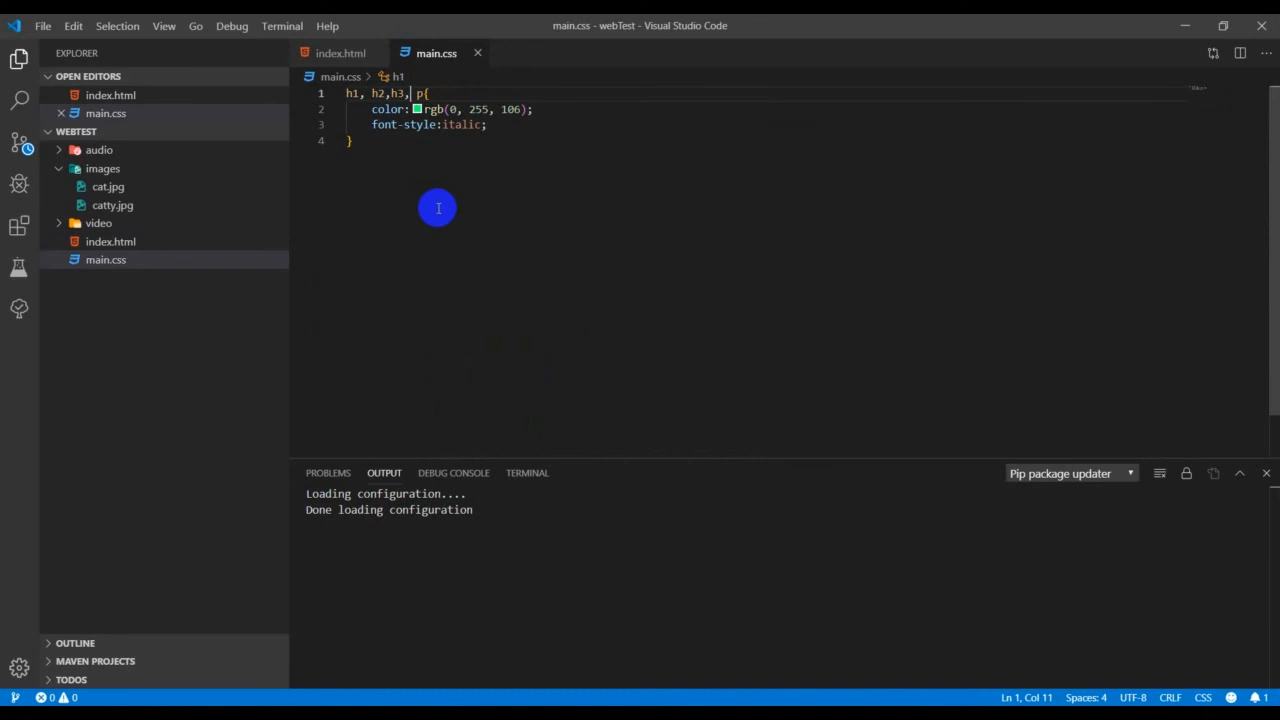 File Edit Selection View Go Debug Terminal Help
main.css - webTest - Visual Studio Code
EXPLORER
OPEN EDITORS
index.html
main.css
WEBTEST
audio
images
cat.jpg
catty.jpg
video
index.html
main.css
OUTLINE
MAVEN PROJECTS
TODOS
index.html main.css
main.css > h1
1 h1, h2,h3, p{
2 color: rgb(0, 255, 106);
3 font-style:italic;
4 }
PROBLEMS OUTPUT DEBUG CONSOLE TERMINAL
Pip package updater
Loading configuration....
Done loading configuration
0 0
Ln 1, Col 11 Spaces: 4 UTF-8 CRLF CSS 1